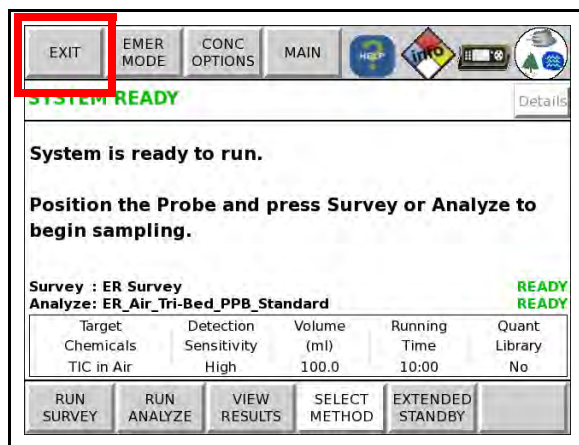 EXIT
EMER
MODE
CONC
OPTIONS
MAIN
HELP
info
SYSTEM READY
Details
System is ready to run.
Position the Probe and press Survey or Analyze to
begin sampling.
Survey : ER Survey READY
Analyze: ER_Air_Tri-Bed_PPB_Standard READY
Target Detection Volume Running Quant
Chemicals Sensitivity (ml) Time Library
TIC in Air High 100.0 10:00 No
RUN
SURVEY
RUN
ANALYZE
VIEW
RESULTS
SELECT
METHOD
EXTENDED
STANDBY